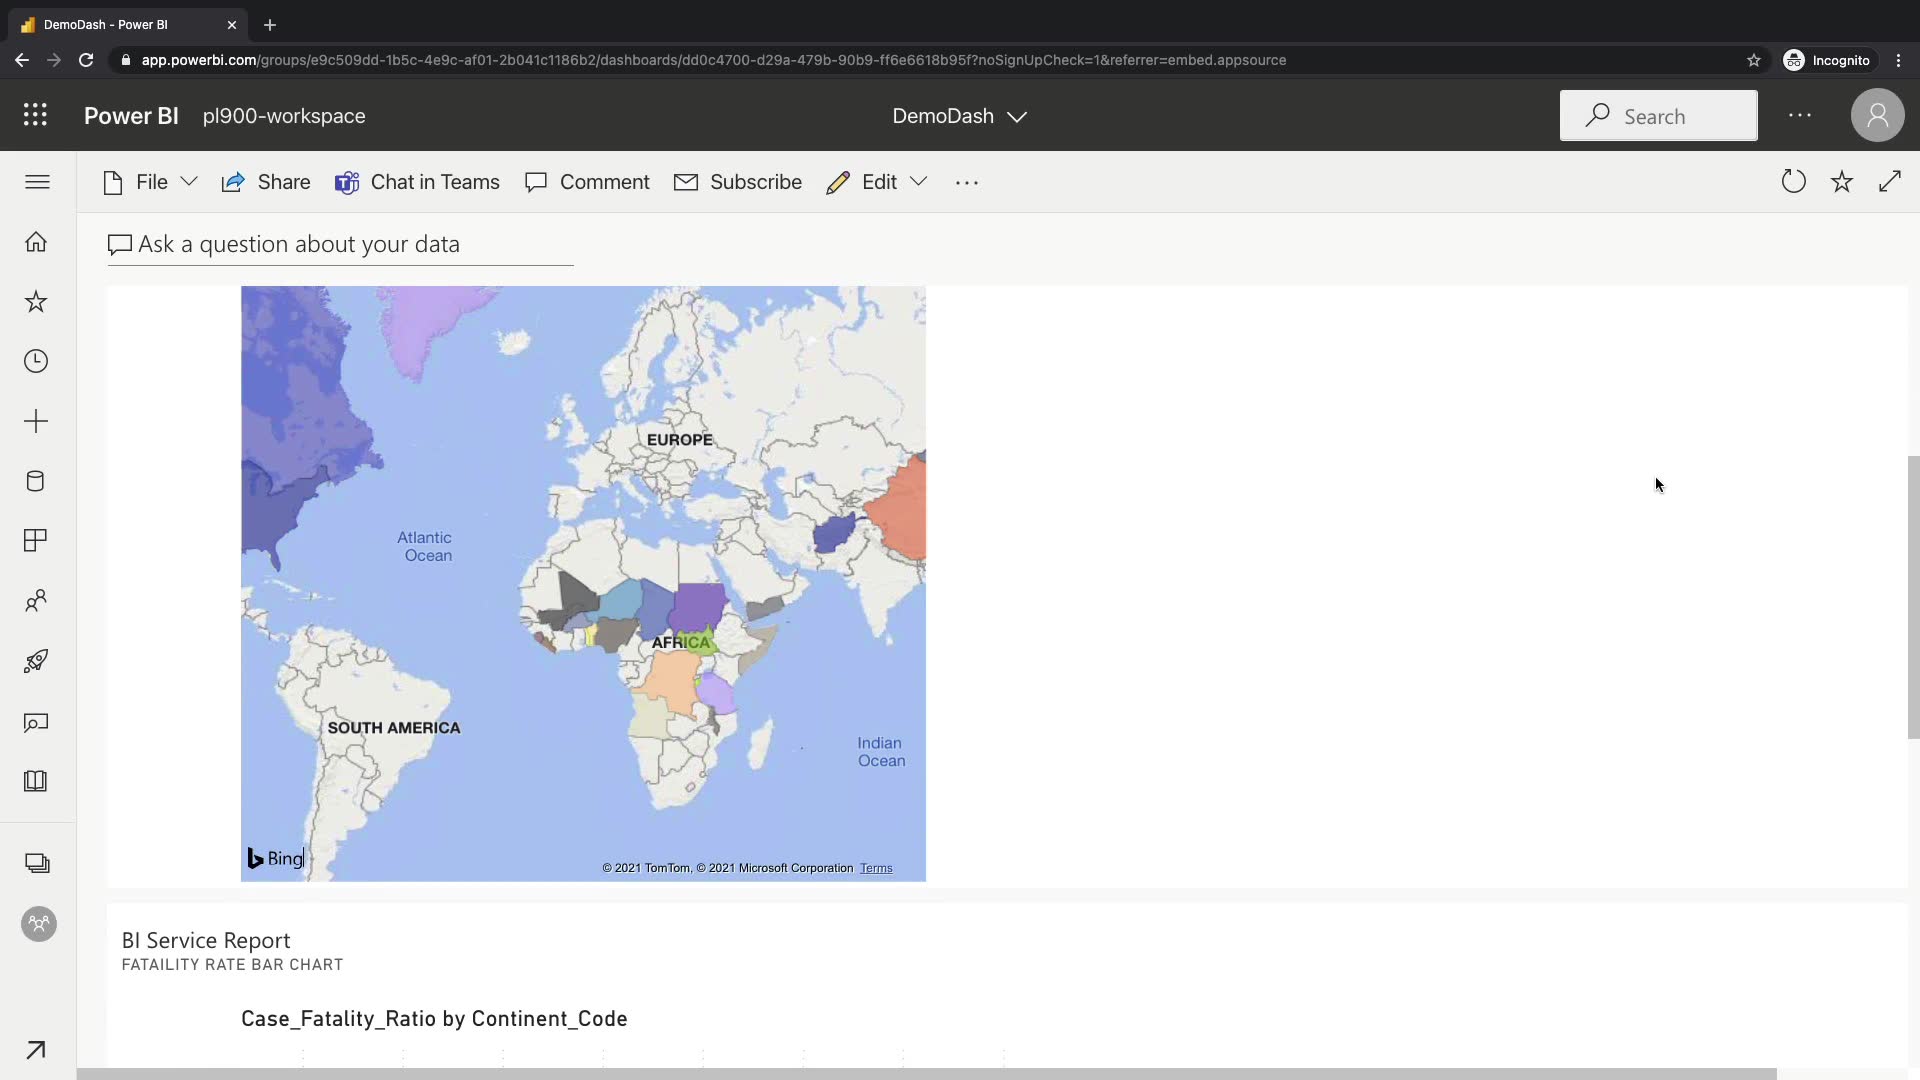 DemoDash - Power BI
app.powerbi.com/groups/e9c509dd-1b5c-4e9c-af01-2b041c1186b2/dashboards/dd0c4700-d29a-479b-90b9-ff6e6618b95f?noSignUpCheck=1&referrer=embed.appsource
Incognito
Power BI pl900-workspace
DemoDash
Search
File
Share
Chat in Teams
Comment
Subscribe
Edit
Ask a question about your data
EUROPE
Atlantic
Ocean
AFRICA
SOUTH AMERICA
Indian
Ocean
Bing
© 2021 TomTom, © 2021 Microsoft Corporation Terms
BI Service Report
FATAILITY RATE BAR CHART
Case_Fatality_Ratio by Continent_Code